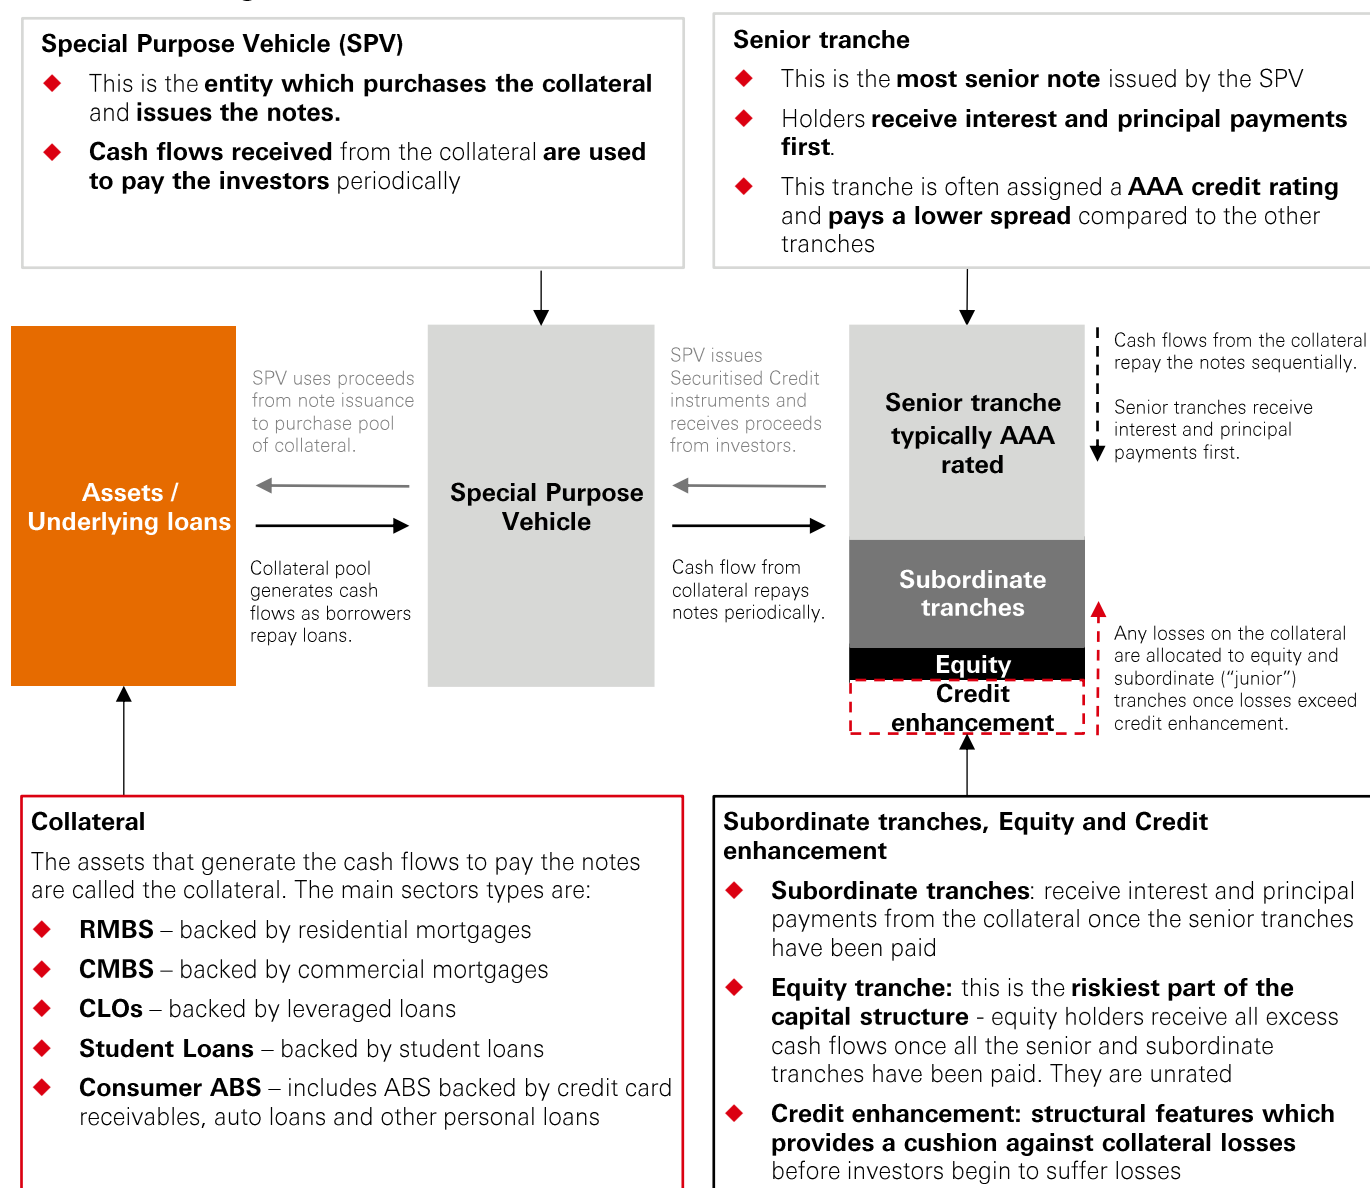 Special Purpose Vehicle (SPV)
This is the entity which purchases the collateral
and issues the notes.
Cash flows received from the collateral are used
to pay the investors periodically
Senior tranche
This is the most senior note issued by the SPV
Holders receive interest and principal payments
first.
This tranche is often assigned a AAA credit rating
and pays a lower spread compared to the other
tranches
Assets /
Underlying loans
SPV uses proceeds
from note issuance
to purchase pool
of collateral.
Collateral pool
generates cash
flows as borrowers
repay loans.
Special Purpose
Vehicle
SPV issues
Securitised Credit
instruments and
receives proceeds
from investors.
Cash flow from
collateral repays
notes periodically.
Senior tranche
typically AAA
rated
Subordinate
tranches
Equity
Credit
enhancement
Cash flows from the collateral
repay the notes sequentially.
Senior tranches receive
interest and principal
payments first.
Any losses on the collateral
are allocated to equity and
subordinate (“junior”)
tranches once losses exceed
credit enhancement.
Collateral
The assets that generate the cash flows to pay the notes
are called the collateral. The main sectors types are:
RMBS – backed by residential mortgages
CMBS – backed by commercial mortgages
CLOs – backed by leveraged loans
Student Loans – backed by student loans
Consumer ABS – includes ABS backed by credit card
receivables, auto loans and other personal loans
Subordinate tranches, Equity and Credit
enhancement
Subordinate tranches: receive interest and principal
payments from the collateral once the senior tranches
have been paid
Equity tranche: this is the riskiest part of the
capital structure - equity holders receive all excess
cash flows once all the senior and subordinate
tranches have been paid. They are unrated
Credit enhancement: structural features which
provides a cushion against collateral losses
before investors begin to suffer losses